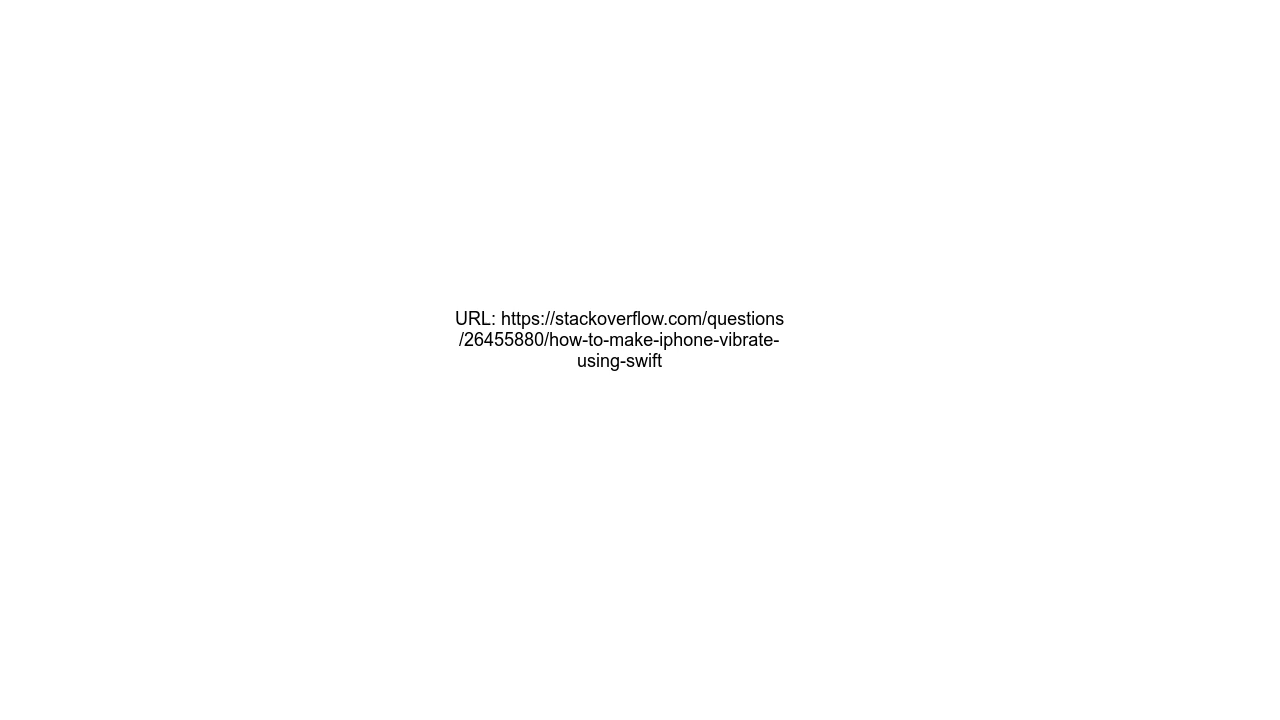 URL: https://stackoverflow.com/questions
/26455880/how-to-make-iphone-vibrate-
using-swift